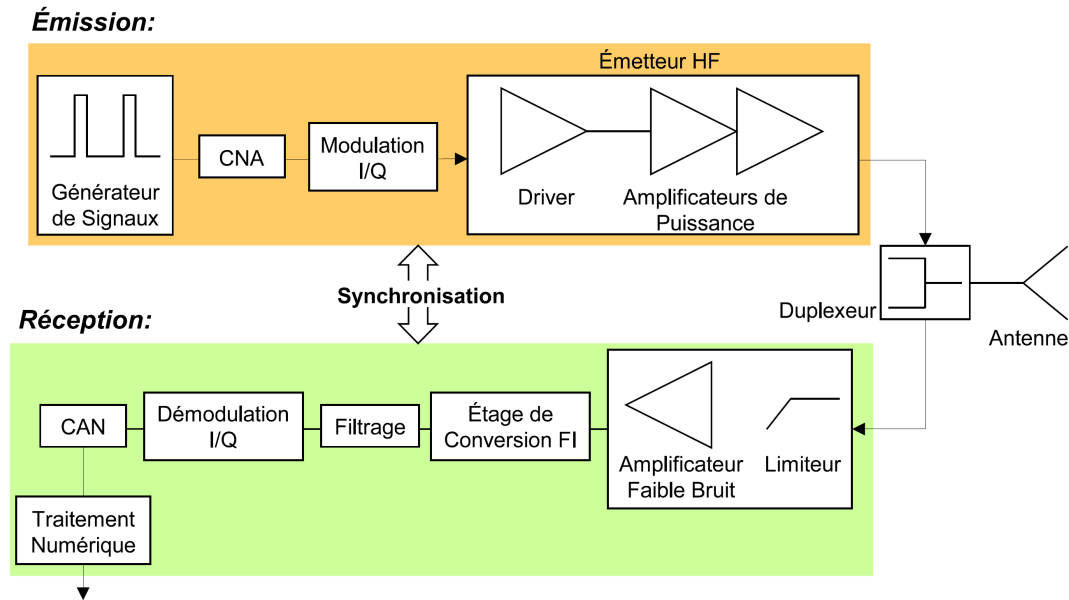 Émission:
Émetteur HF
Générateur
de Signaux
CNA
Modulation
I/Q
Driver
Amplificateurs de
Puissance
Synchronisation
Duplexeur
Antenne
Réception:
CAN
Démodulation
I/Q
Filtrage
Étage de
Conversion FI
Amplificateur
Faible Bruit
Limiteur
Traitement
Numérique